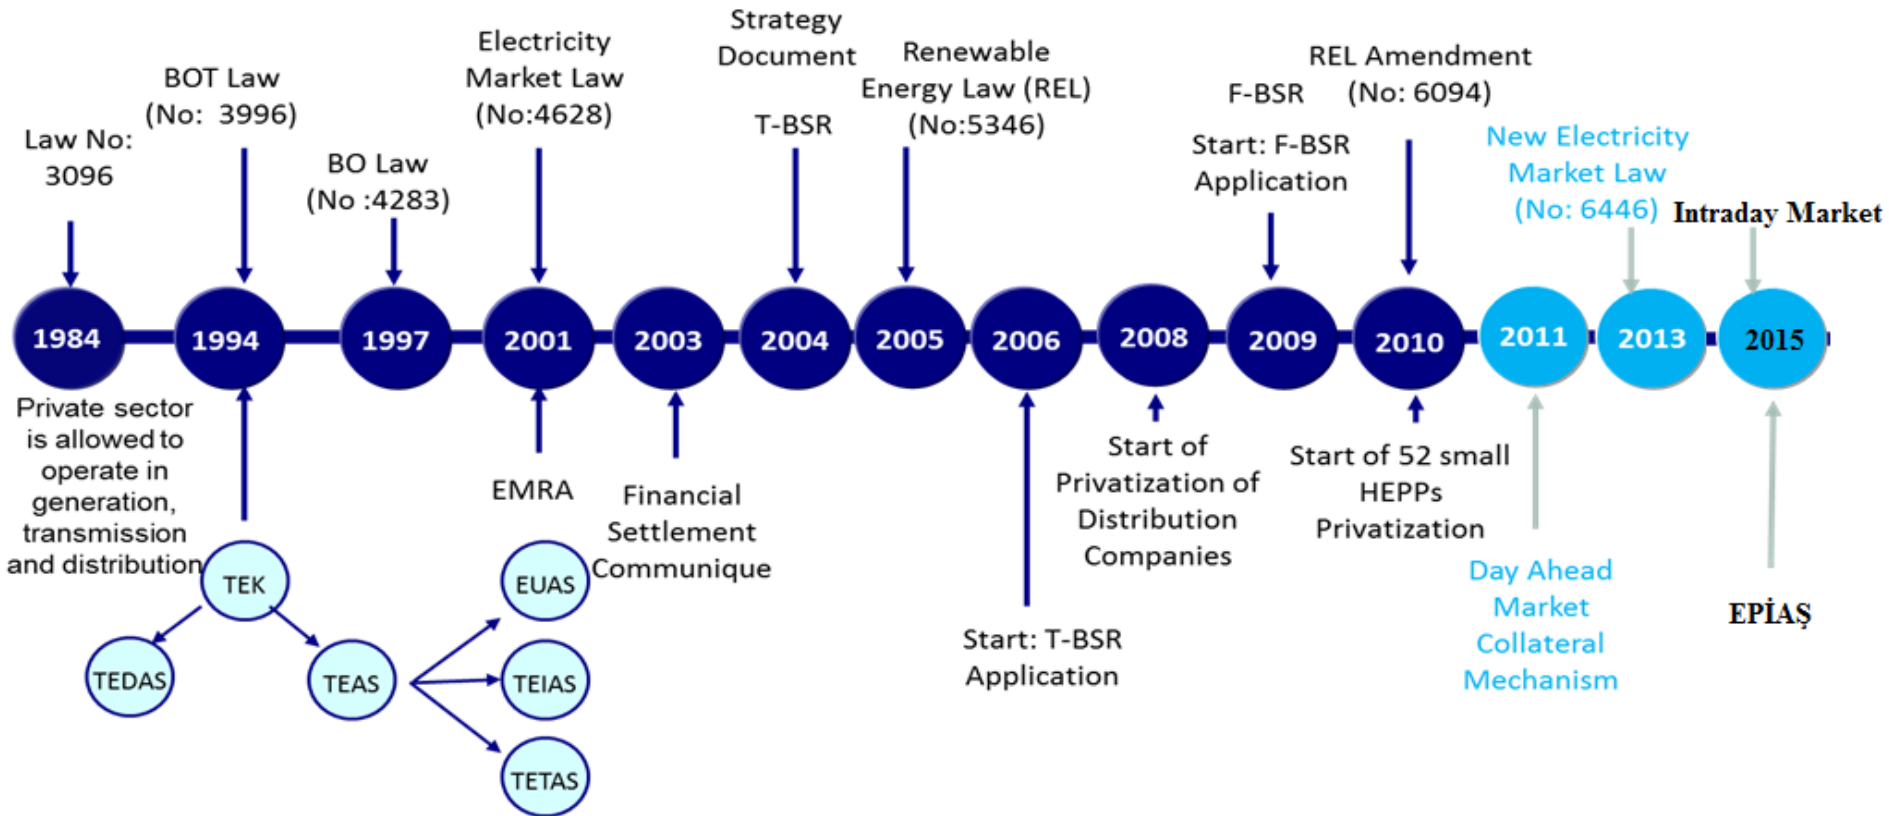 Law No:
3096
BOT Law
(No:  3996)
BO Law
(No :4283)
Electricity
Market Law
(No:4628)
Strategy
Document
T-BSR
Renewable
Energy Law (REL)
(No:5346)
F-BSR
Start: F-BSR
Application
REL Amendment
(No: 6094)
New Electricity
Market Law
(No: 6446)
Intraday Market
1984
1994
1997
2001
2003
2004
2005
2006
2008
2009
2010
2011
2013
2015
Private sector
is allowed to
operate in
generation,
transmission
and distribution
TEK
TEDAS
TEAS
EUAS
TEIAS
TETAS
EMRA
Financial
Settlement
Communique
Start: T-BSR
Application
Start of
Privatization of
Distribution
Companies
Start of 52 small
HEPPs
Privatization
Day Ahead
Market
Collateral
Mechanism
EPİAŞ